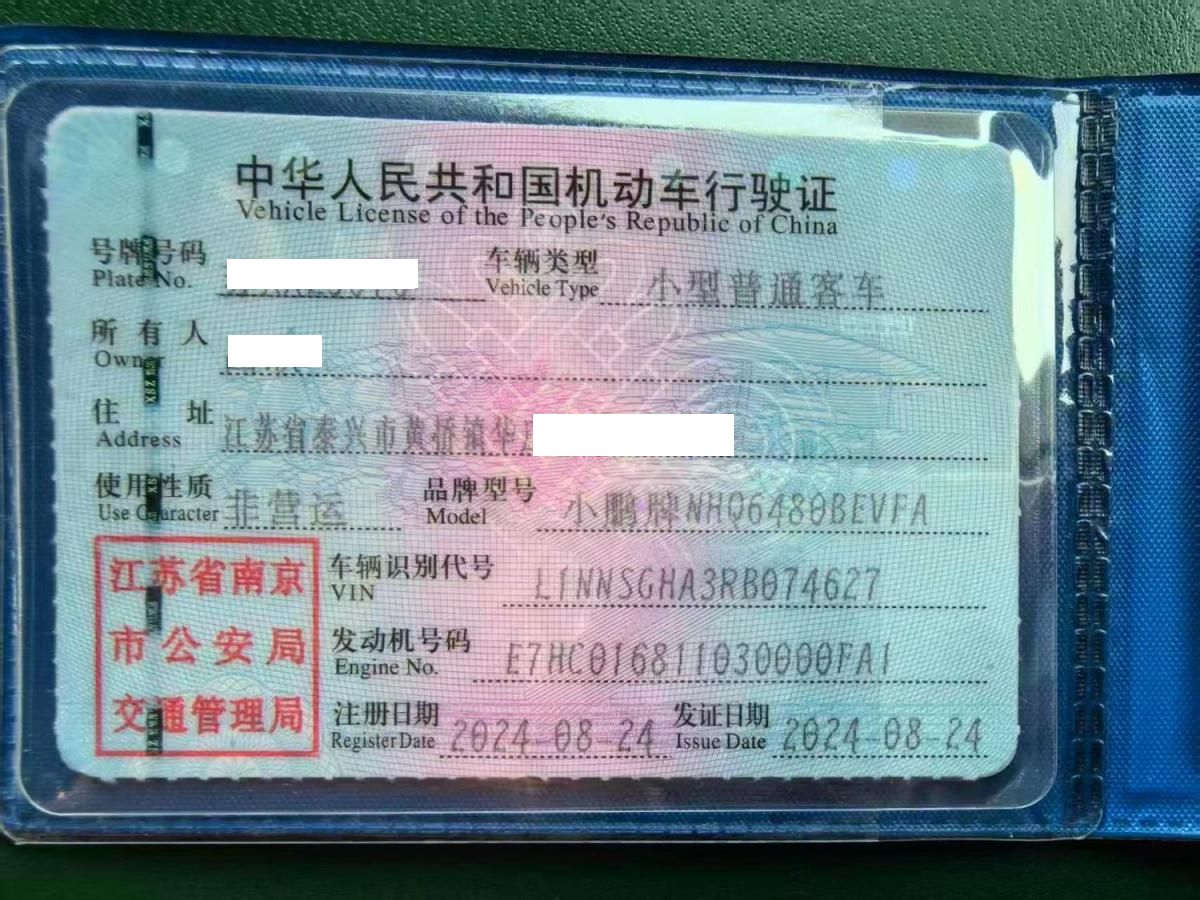 中华人民共和国机动车行驶证
Vehicle License of the People's Republic of China
号牌号码
Plate No.
车辆类型
Vehicle Type
小型普通客车
所有人
Owner
住址
Address
江苏省泰兴市黄桥镇华
使用性质
Use Character
非营运
品牌型号
Model
小鹏牌NHQ6480BEVFA
江苏省南京
市公安局
交通管理局
车辆识别代号
VIN
L1NNSGHA3RB074627
发动机号码
Engine No.
E7HC016811030000FA1
注册日期
Register Date
2024-08-24
发证日期
Issue Date
2024-08-24